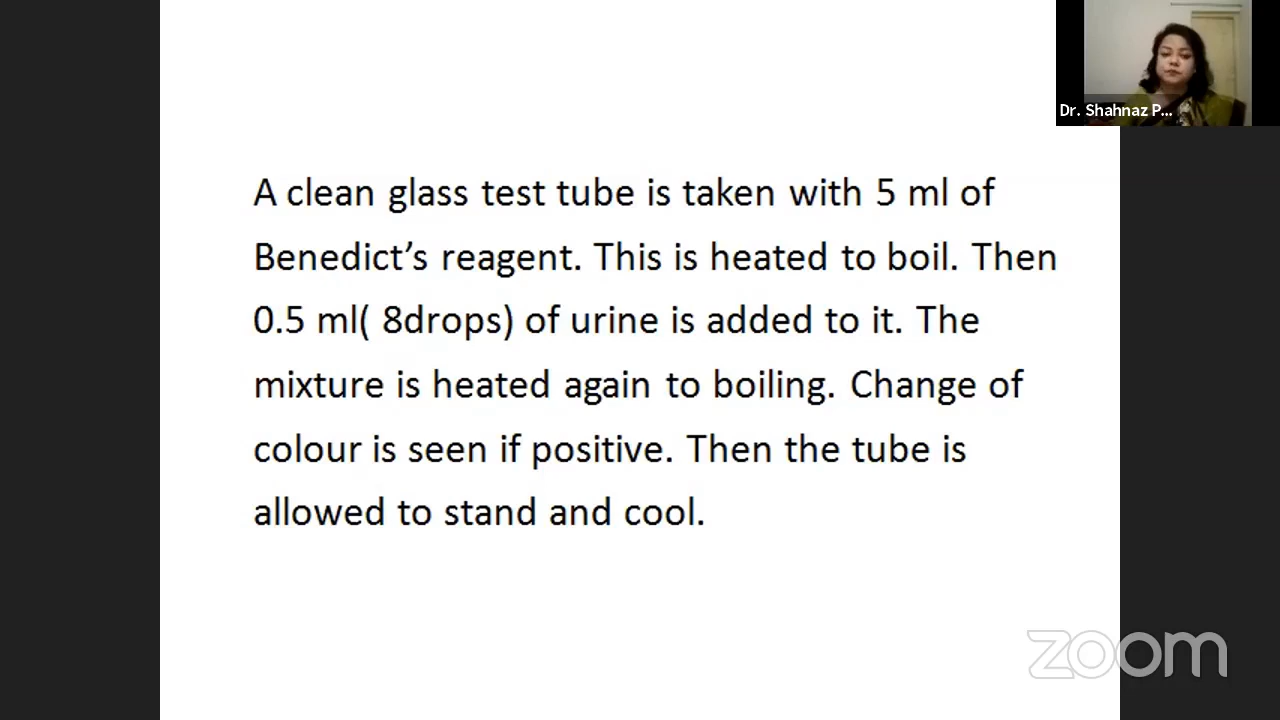 Dr. Shahnaz P...
A clean glass test tube is taken with 5 ml of
Benedict’s reagent. This is heated to boil. Then
0.5 ml( 8drops) of urine is added to it. The
mixture is heated again to boiling. Change of
colour is seen if positive. Then the tube is
allowed to stand and cool.
zoom